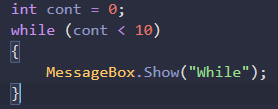 int cont = 0;
while (cont < 10)
{
    MessageBox.Show("While");
}